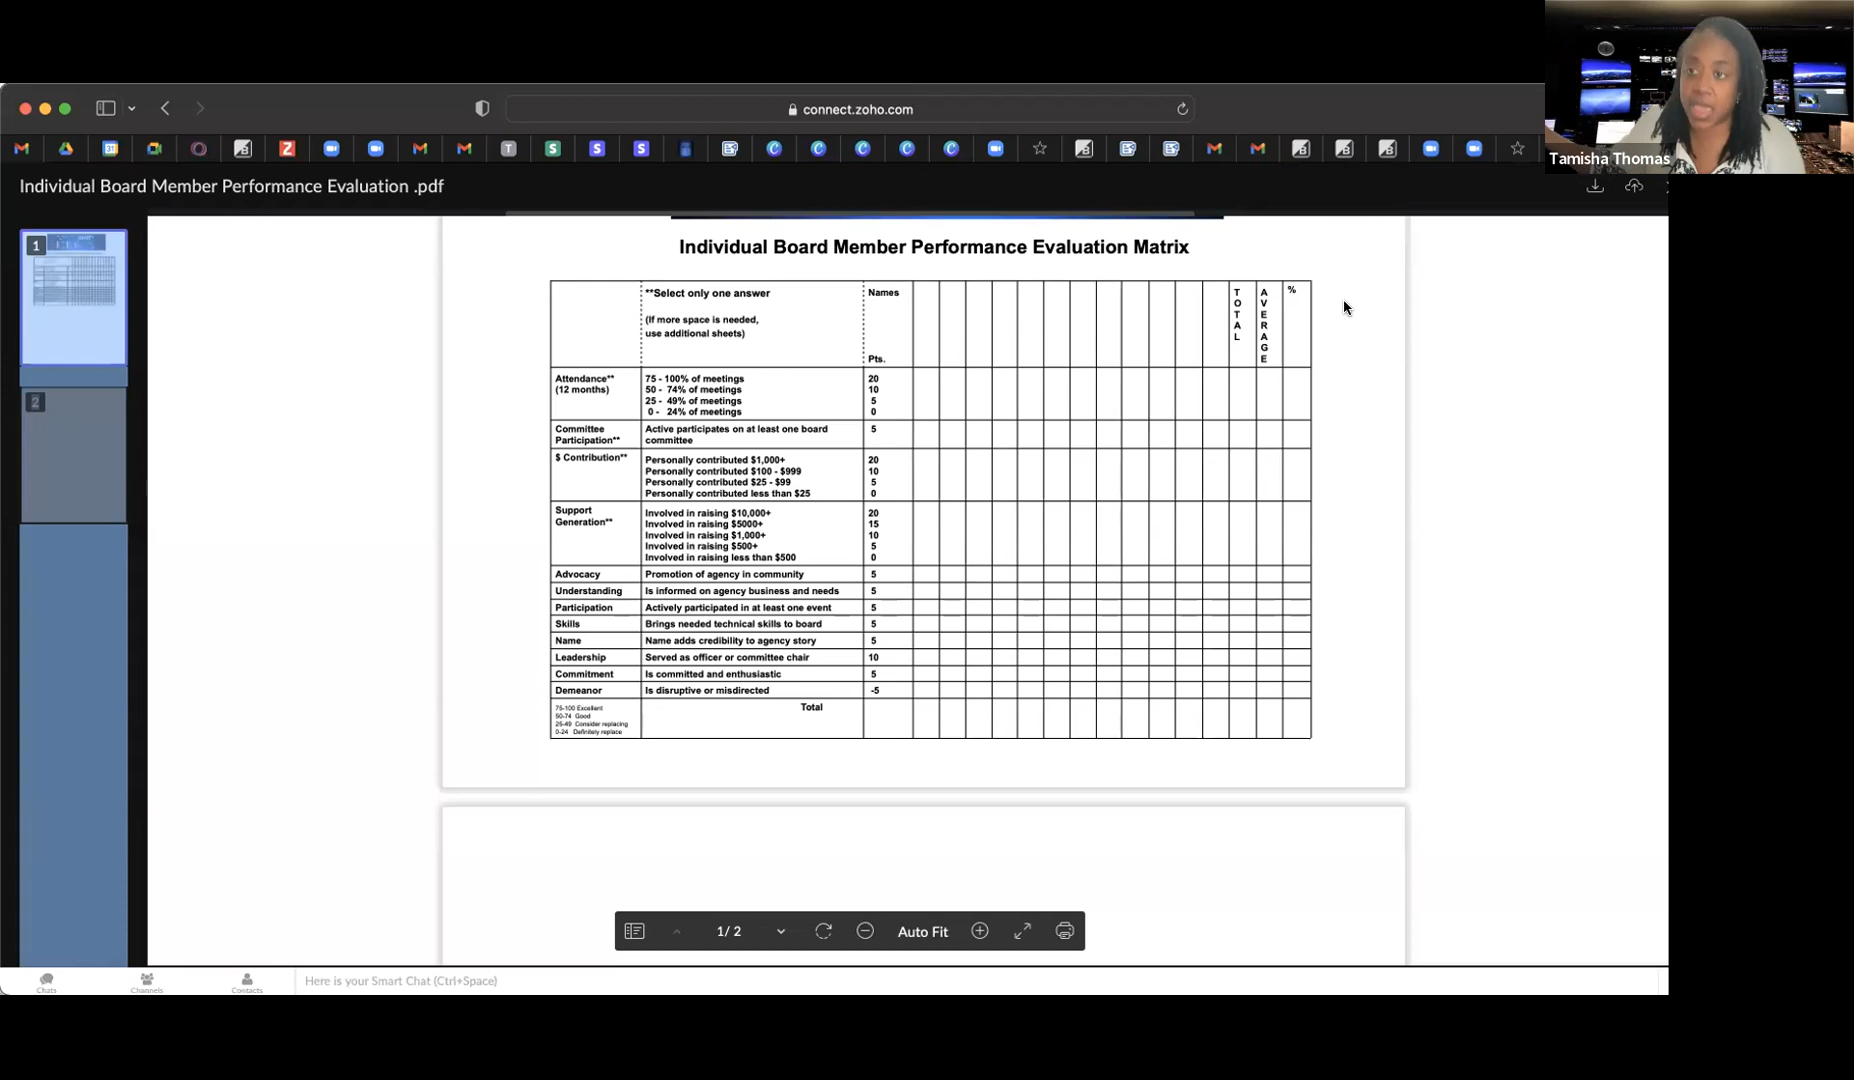 Tamisha Thomas
connect.zoho.com
Individual Board Member Performance Evaluation .pdf
1
2
Individual Board Member Performance Evaluation Matrix
**Select only one answer
(If more space is needed,
use additional sheets)
Names
Pts.
TOTAL
AVERAGE
%
Attendance**
(12 months)
75 - 100% of meetings 20
50 - 74% of meetings 10
25 - 49% of meetings 5
0 - 24% of meetings 0
Committee
Participation**
Active participates on at least one board
committee
5
$ Contribution**
Personally contributed $1,000+ 20
Personally contributed $100 - $999 10
Personally contributed $25 - $99 5
Personally contributed less than $25 0
Support
Generation**
Involved in raising $10,000+ 20
Involved in raising $5000+ 15
Involved in raising $1,000+ 10
Involved in raising $500+ 5
Involved in raising less than $500 0
Advocacy Promotion of agency in community 5
Understanding Is informed on agency business and needs 5
Participation Actively participated in at least one event 5
Skills Brings needed technical skills to board 5
Name Name adds credibility to agency story 5
Leadership Served as officer or committee chair 10
Commitment Is committed and enthusiastic 5
Demeanor Is disruptive or misdirected -5
75-100 Excellent
50-74 Good
25-49 Consider replacing
0-24 Definitely replace
Total
1/ 2
Auto Fit
Chats
Channels
Contacts
Here is your Smart Chat (Ctrl+Space)